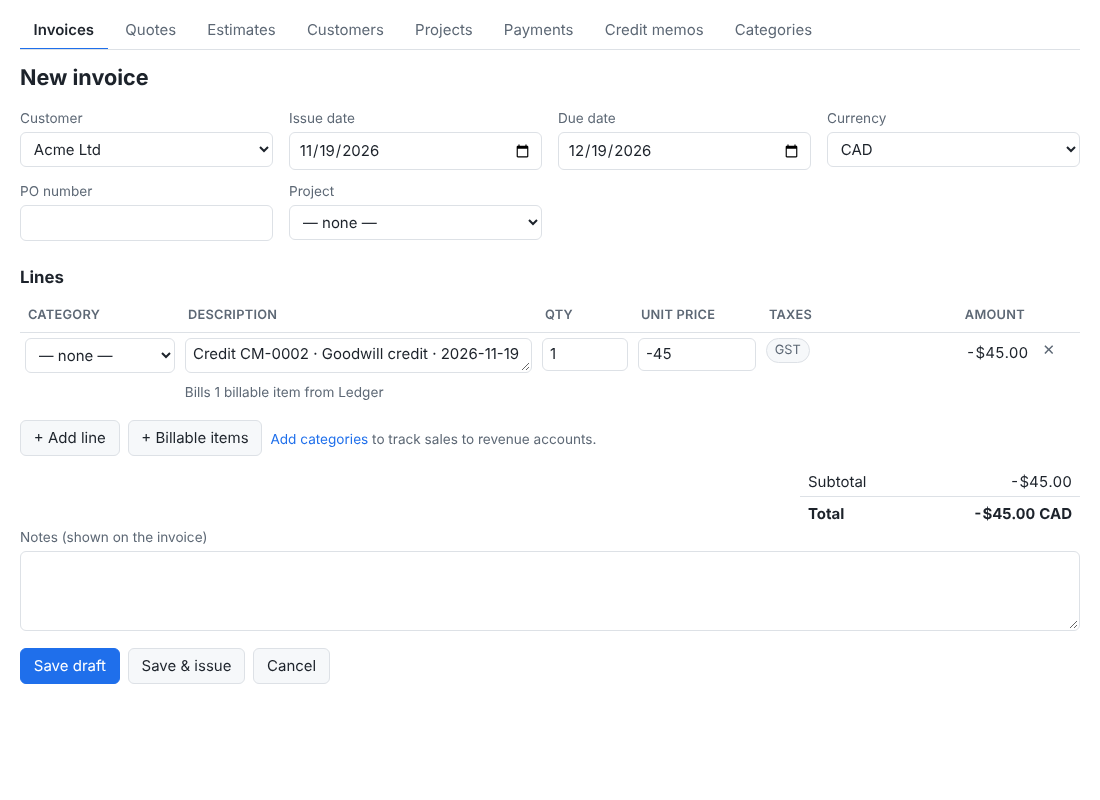 Invoices Quotes Estimates Customers Projects Payments Credit memos Categories
New invoice
Customer Issue date Due date Currency
Acme Ltd 11/19/2026 12/19/2026 CAD
PO number Project
— none —
Lines
CATEGORY DESCRIPTION QTY UNIT PRICE TAXES AMOUNT
— none — Credit CM-0002 · Goodwill credit · 2026-11-19 1 -45 GST -$45.00 ×
Bills 1 billable item from Ledger
+ Add line + Billable items Add categories to track sales to revenue accounts.
Subtotal -$45.00
Total -$45.00 CAD
Notes (shown on the invoice)
Save draft Save & issue Cancel